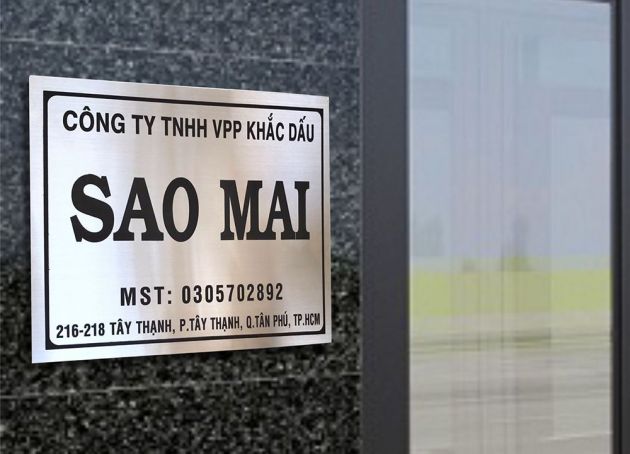 CÔNG TY TNHH VPP KHẮC DẤU
SAO MAI
MST: 0305702892
216-218 TÂY THẠNH, P.TÂY THẠNH, Q.TÂN PHÚ, TP.HCM